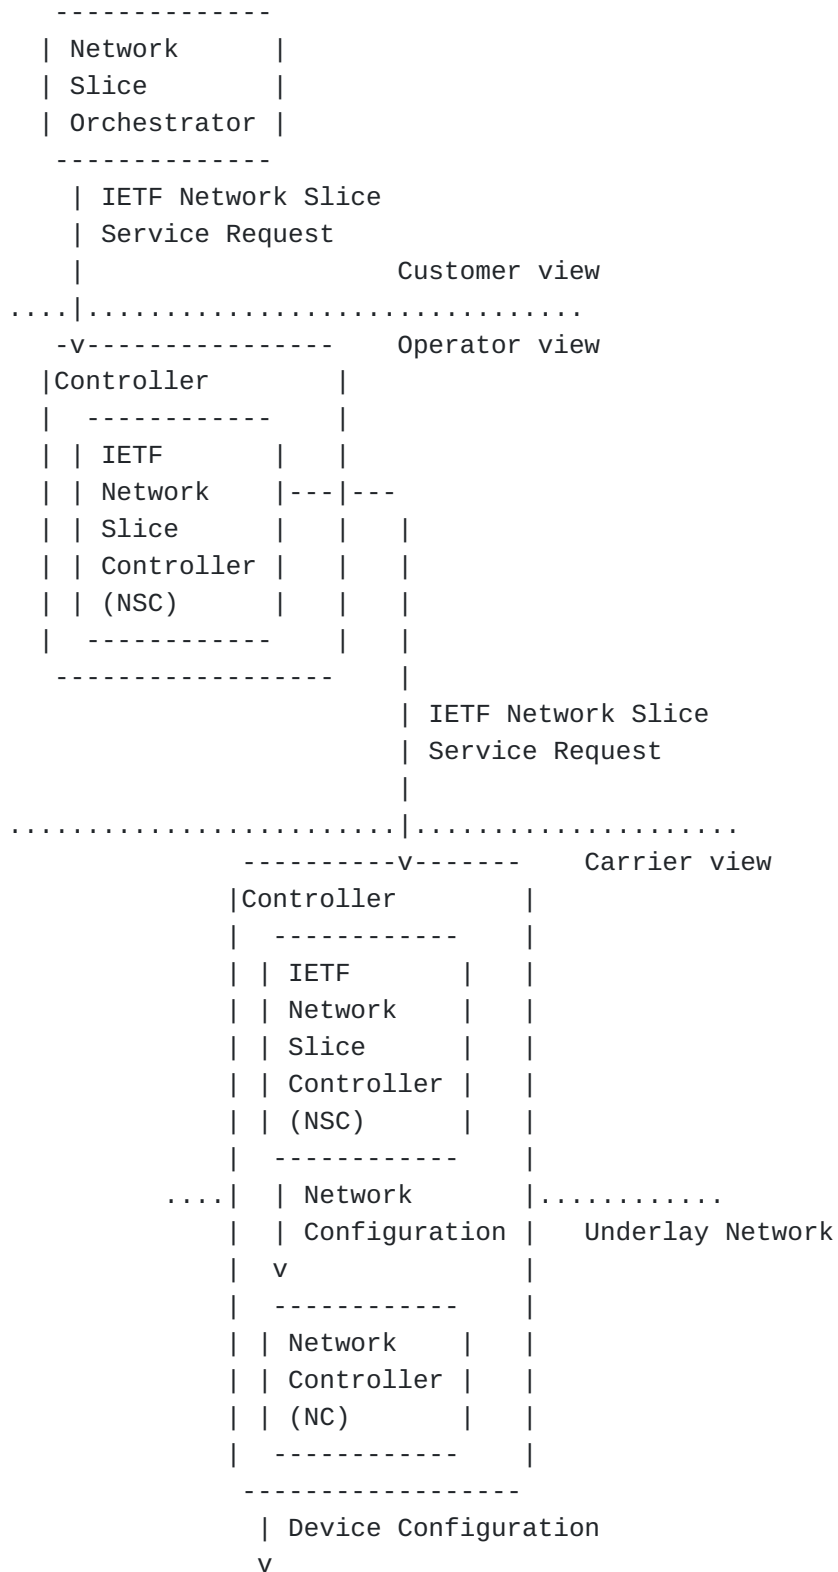 --------------
| Network      |
| Slice        |
| Orchestrator |
 --------------
  | IETF Network Slice
  | Service Request
  |                    Customer view
....|................................
 -v----------------    Operator view
|Controller        |
|  ------------    |
| | IETF       |   |
| | Network    |---|---
| | Slice      |   |   |
| | Controller |   |   |
| | (NSC)      |   |   |
|  ------------    |   |
 ------------------    |
                       | IETF Network Slice
                       | Service Request
                       |
.........................|.....................
             ----------v-------    Carrier view
            |Controller        |
            |  ------------    |
            | | IETF       |   |
            | | Network    |   |
            | | Slice      |   |
            | | Controller |   |
            | | (NSC)      |   |
            |  ------------    |
        ....|  | Network       |............
            |  | Configuration |   Underlay Network
            |  v               |
            |  ------------    |
            | | Network    |   |
            | | Controller |   |
            | | (NC)       |   |
            |  ------------    |
             ------------------
              | Device Configuration
              v